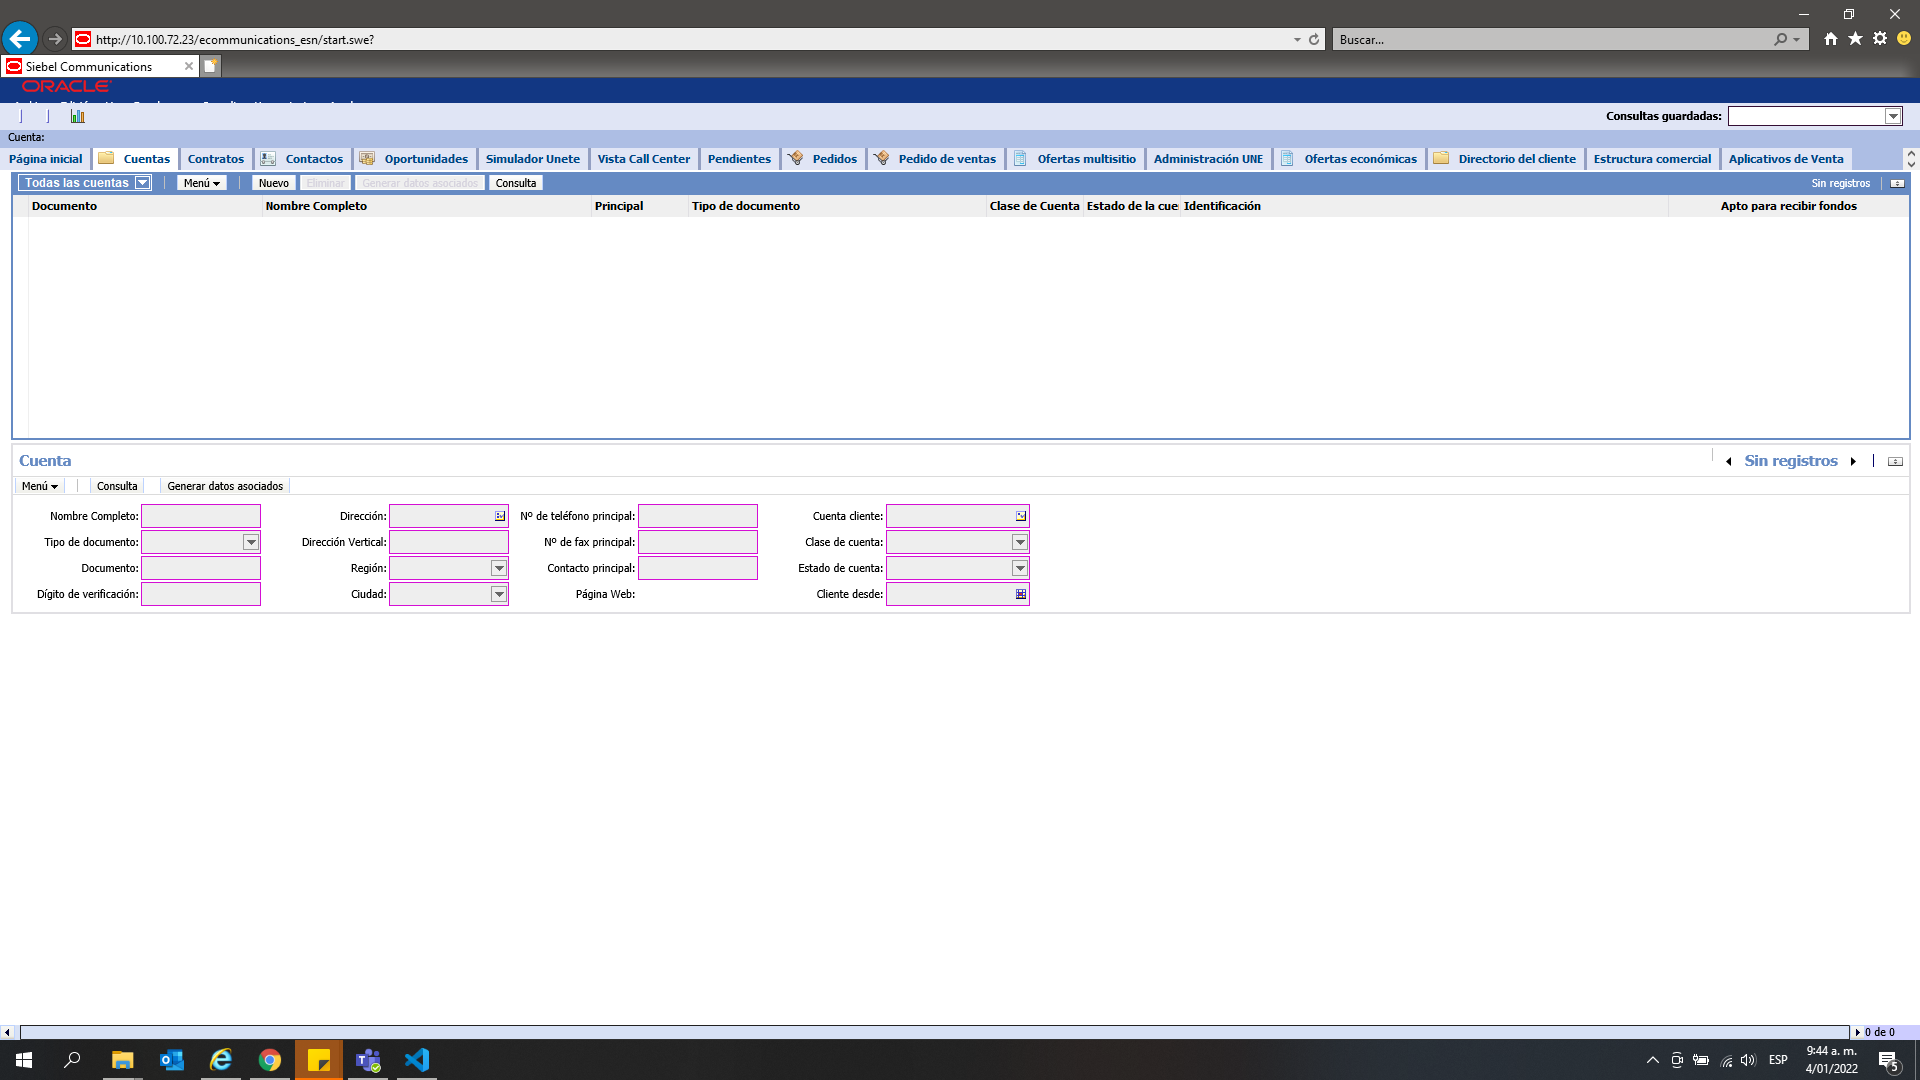 http://10.100.72.23/ecommunications_esn/start.swe?
Buscar...
Siebel Communications
ORACLE
Consultas guardadas:
Cuenta:
Página inicial Cuentas Contratos Contactos Oportunidades Simulador Unete Vista Call Center Pendientes Pedidos Pedido de ventas Ofertas multisitio Administración UNE Ofertas económicas Directorio del cliente Estructura comercial Aplicativos de Venta
Todas las cuentas Menú Nuevo Eliminar Generar datos asociados Consulta Sin registros
Documento Nombre Completo Principal Tipo de documento Clase de Cuenta Estado de la cue Identificación Apto para recibir fondos
Cuenta Sin registros
Menú Consulta Generar datos asociados
Nombre Completo: Dirección: Nº de teléfono principal: Cuenta cliente:
Tipo de documento: Dirección Vertical: Nº de fax principal: Clase de cuenta:
Documento: Región: Contacto principal: Estado de cuenta:
Dígito de verificación: Ciudad: Página Web: Cliente desde:
0 de 0
ESP
9:44 a. m.
4/01/2022
5